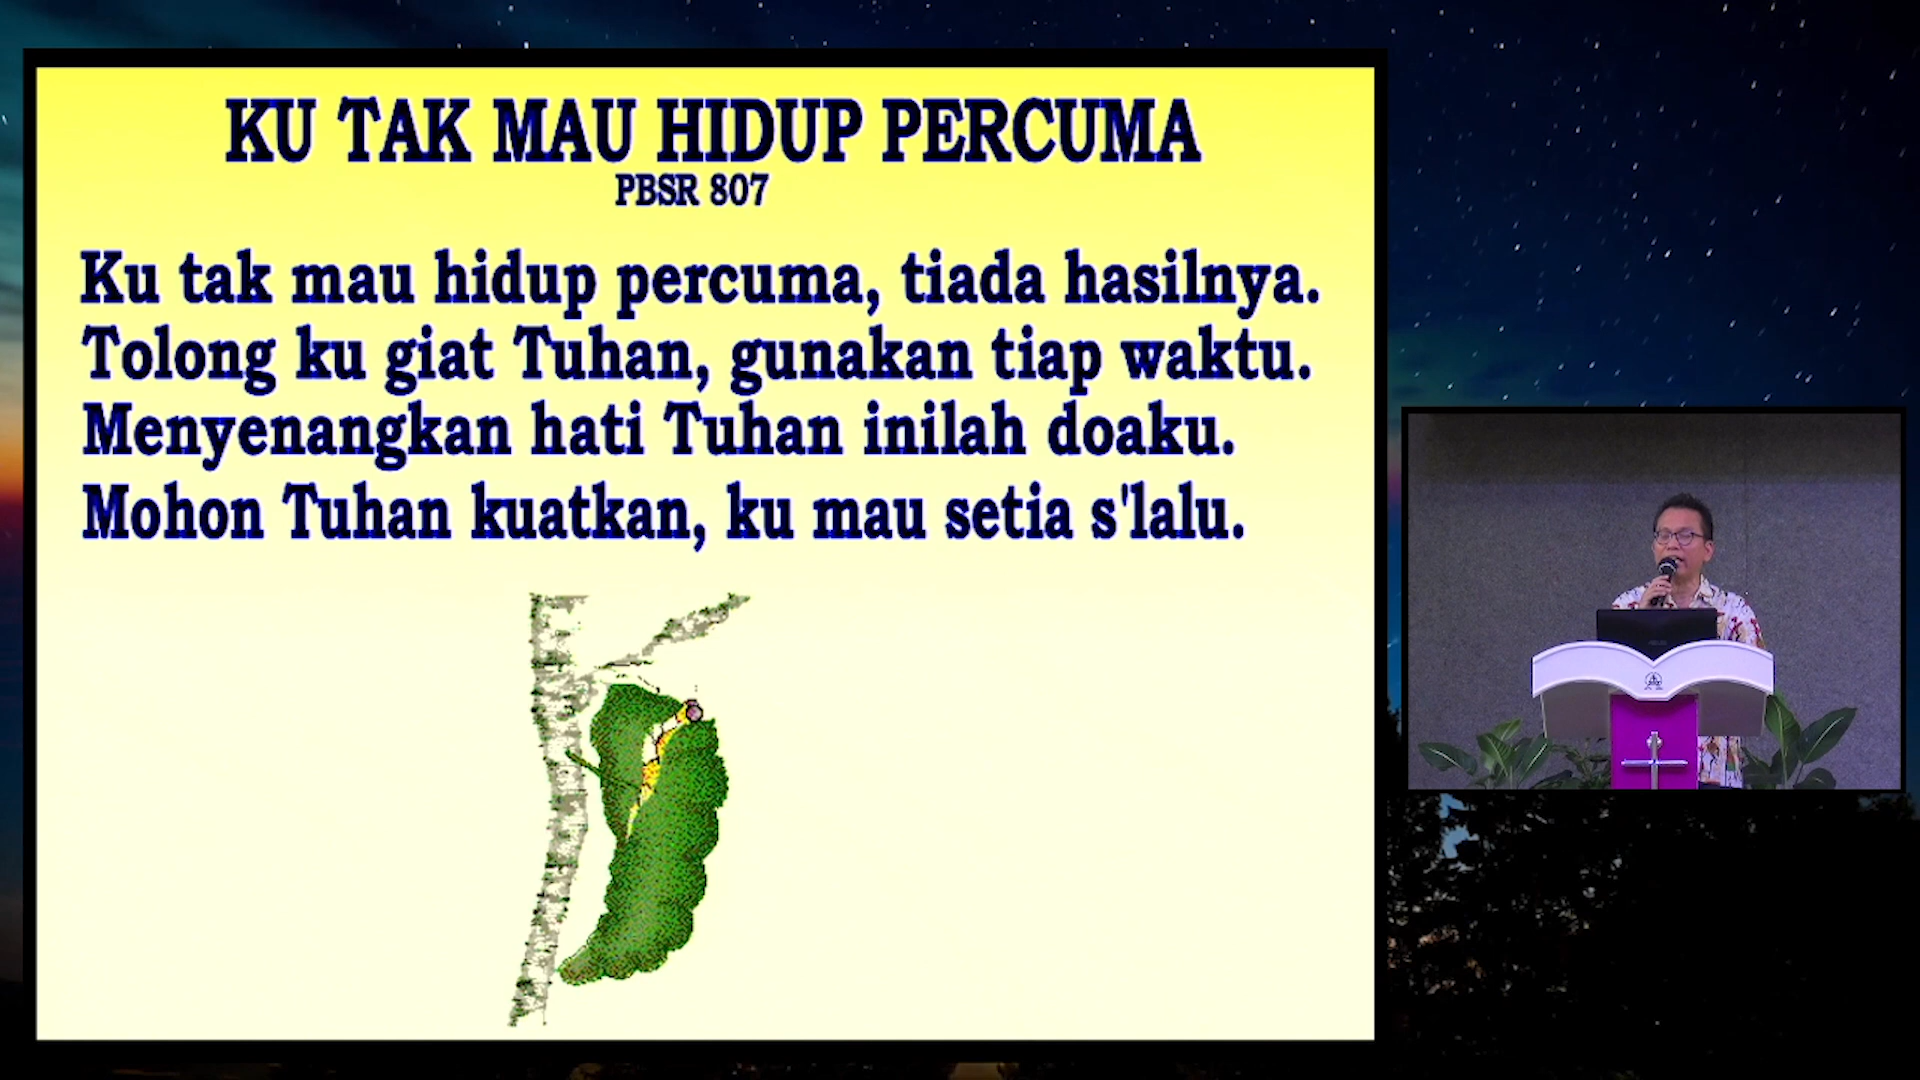 KU TAK MAU HIDUP PERCUMA
PBSR 807
Ku tak mau hidup percuma, tiada hasilnya.
Tolong ku giat Tuhan, gunakan tiap waktu.
Menyenangkan hati Tuhan inilah doaku.
Mohon Tuhan kuatkan, ku mau setia s'lalu.